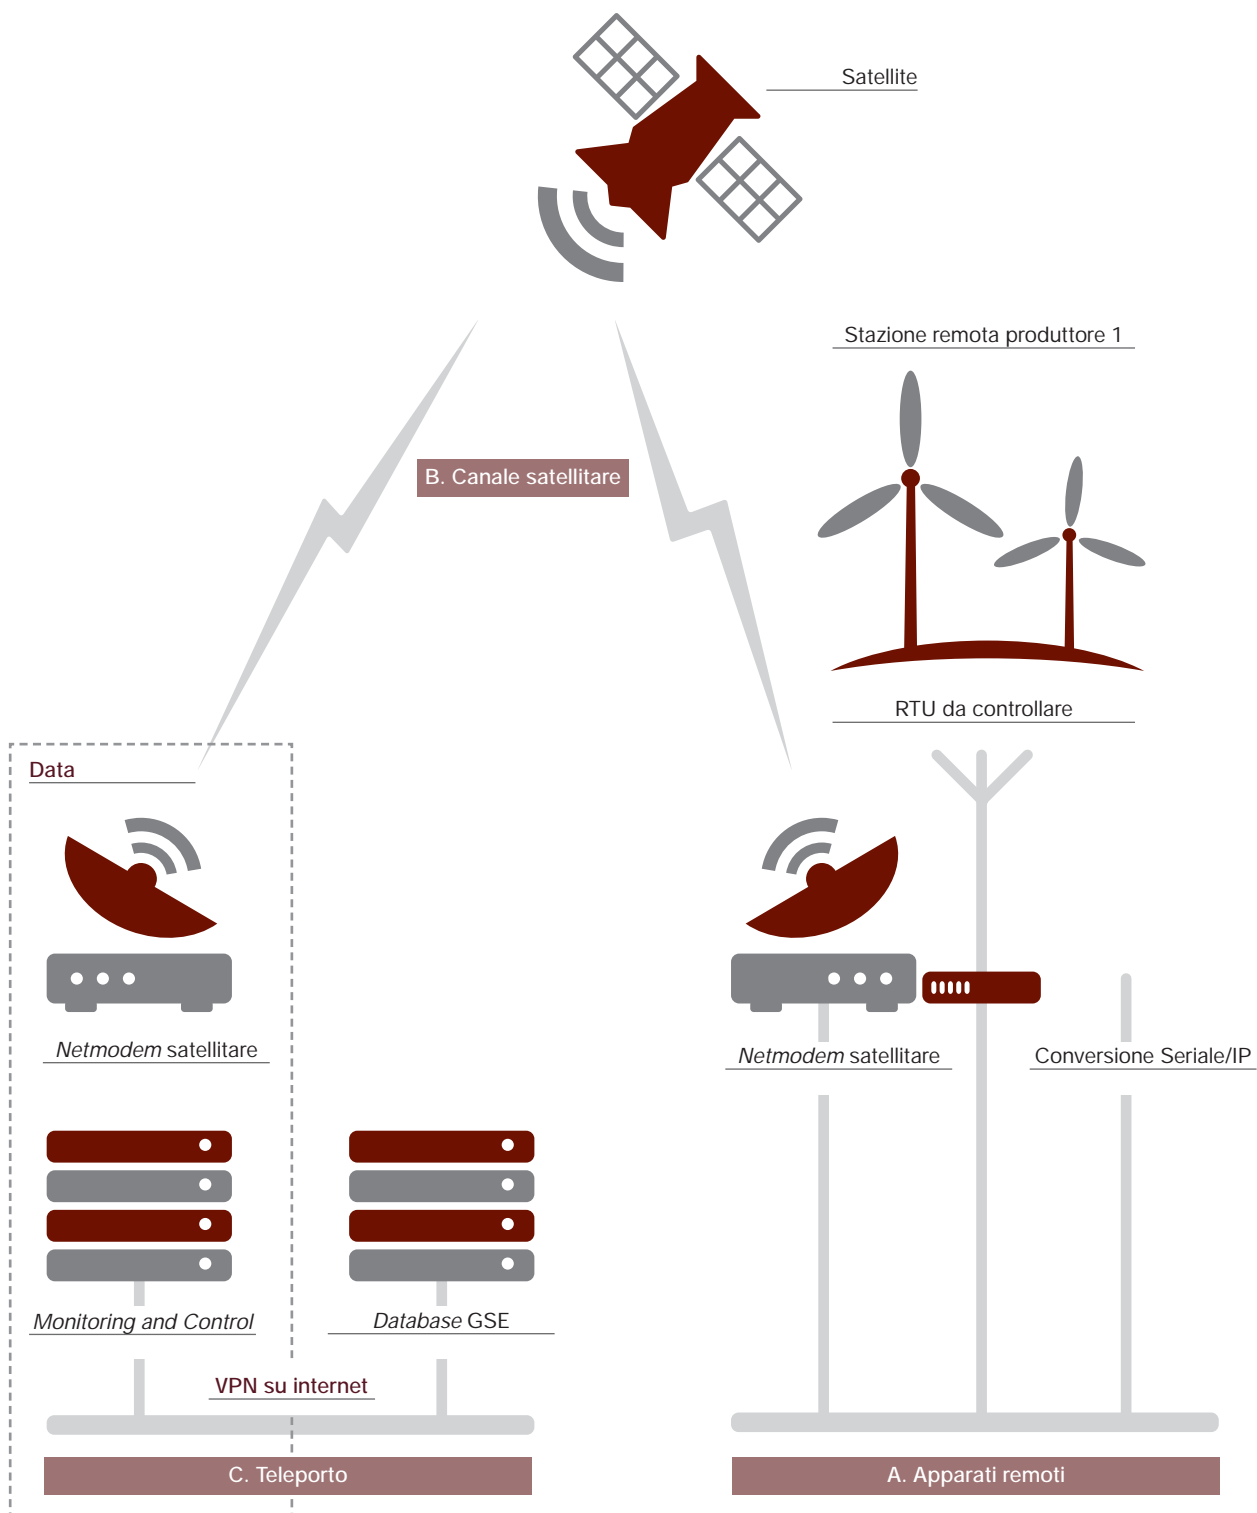 Satellite
Stazione remota produttore 1
B. Canale satellitare
RTU da controllare
Data
Netmodem satellitare
Netmodem satellitare
Conversione Seriale/IP
Monitoring and Control
Database GSE
VPN su internet
C. Teleporto
A. Apparati remoti